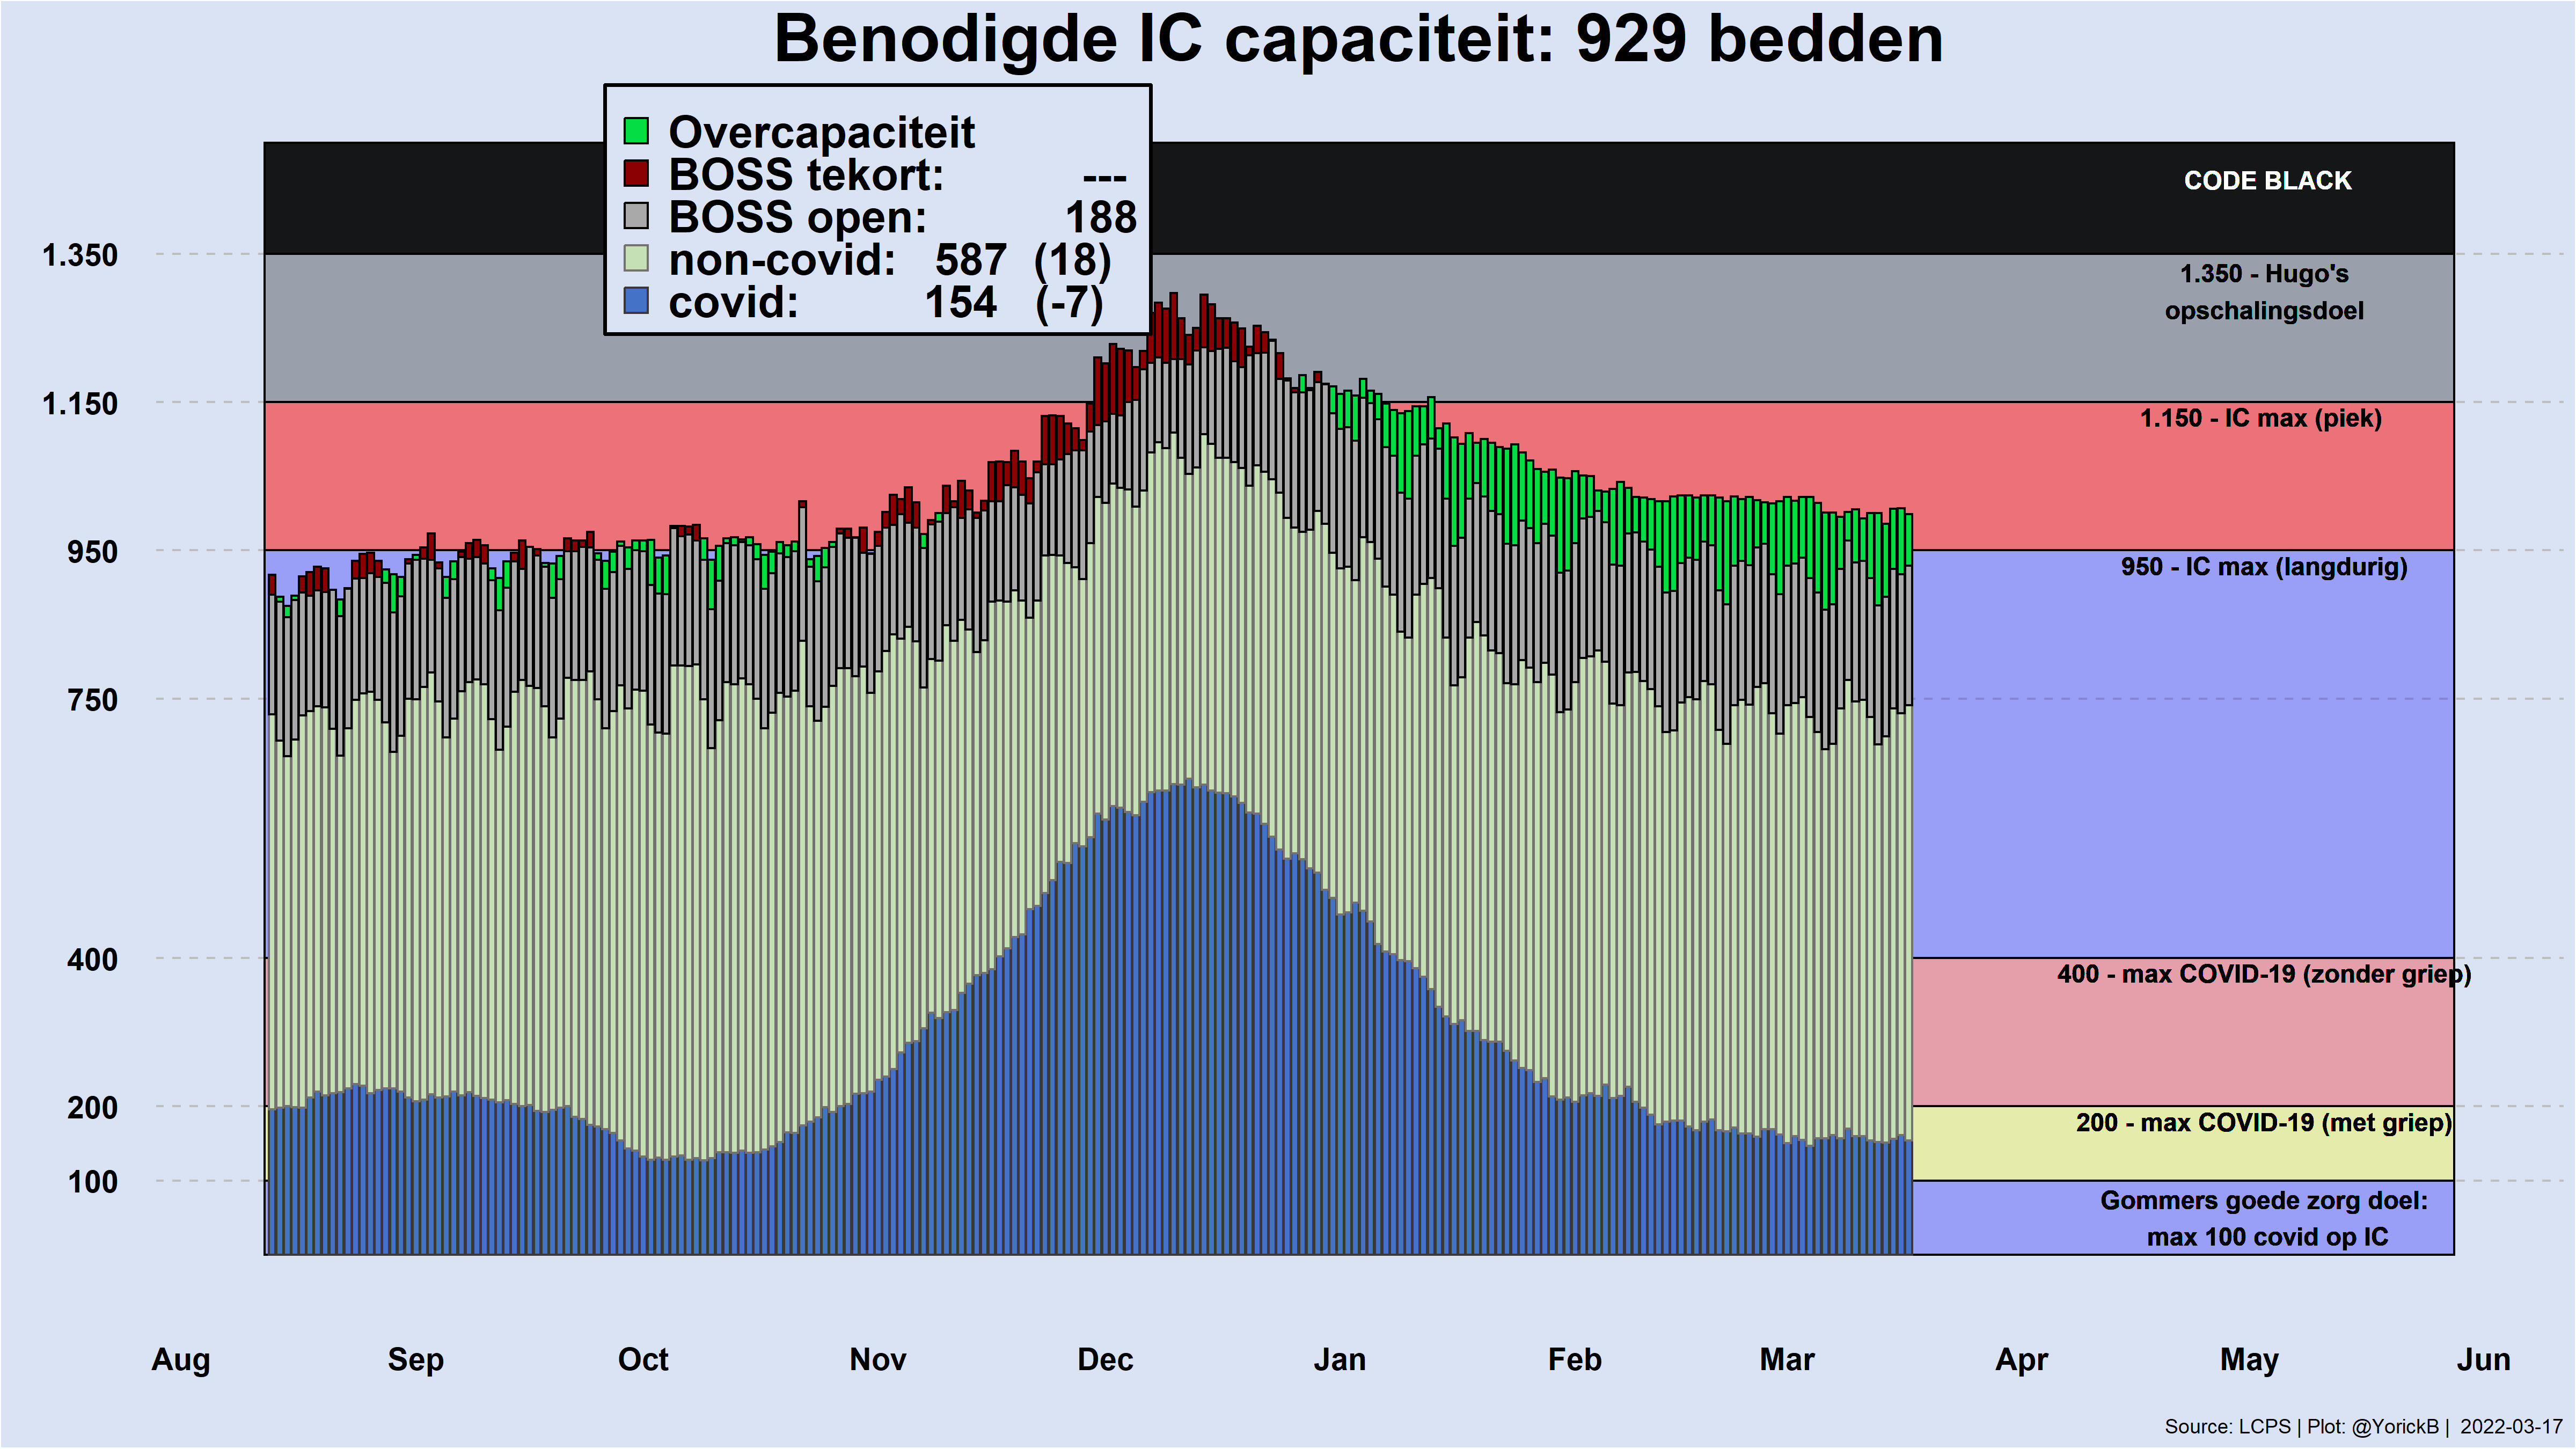 Benodigde IC capaciteit: 929 bedden
Overcapaciteit
BOSS tekort: ---
BOSS open: 188
non-covid: 587 (18)
covid: 154 (-7)
CODE BLACK
1.350
1.350 - Hugo's
opschalingsdoel
1.150
1.150 - IC max (piek)
950
950 - IC max (langdurig)
750
400
400 - max COVID-19 (zonder griep)
200
200 - max COVID-19 (met griep)
100
Gommers goede zorg doel:
max 100 covid op IC
Aug Sep Oct Nov Dec Jan Feb Mar Apr May Jun
Source: LCPS | Plot: @YorickB | 2022-03-17